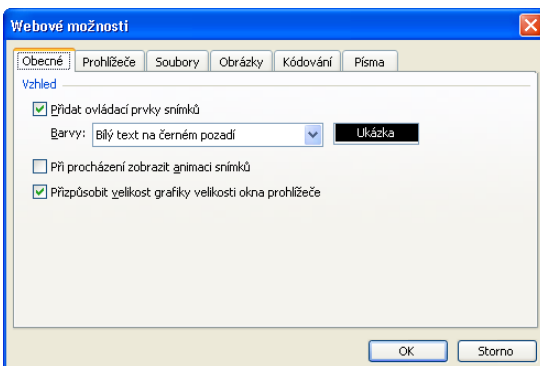 Webové možnosti
Obecné Prohlížeče Soubory Obrázky Kódování Písma
Vzhled
Přidat ovládací prvky snímků
Barvy: Bílý text na černém pozadí Ukázka
Při procházení zobrazit animaci snímků
Přizpůsobit velikost grafiky velikosti okna prohlížeče
OK Storno